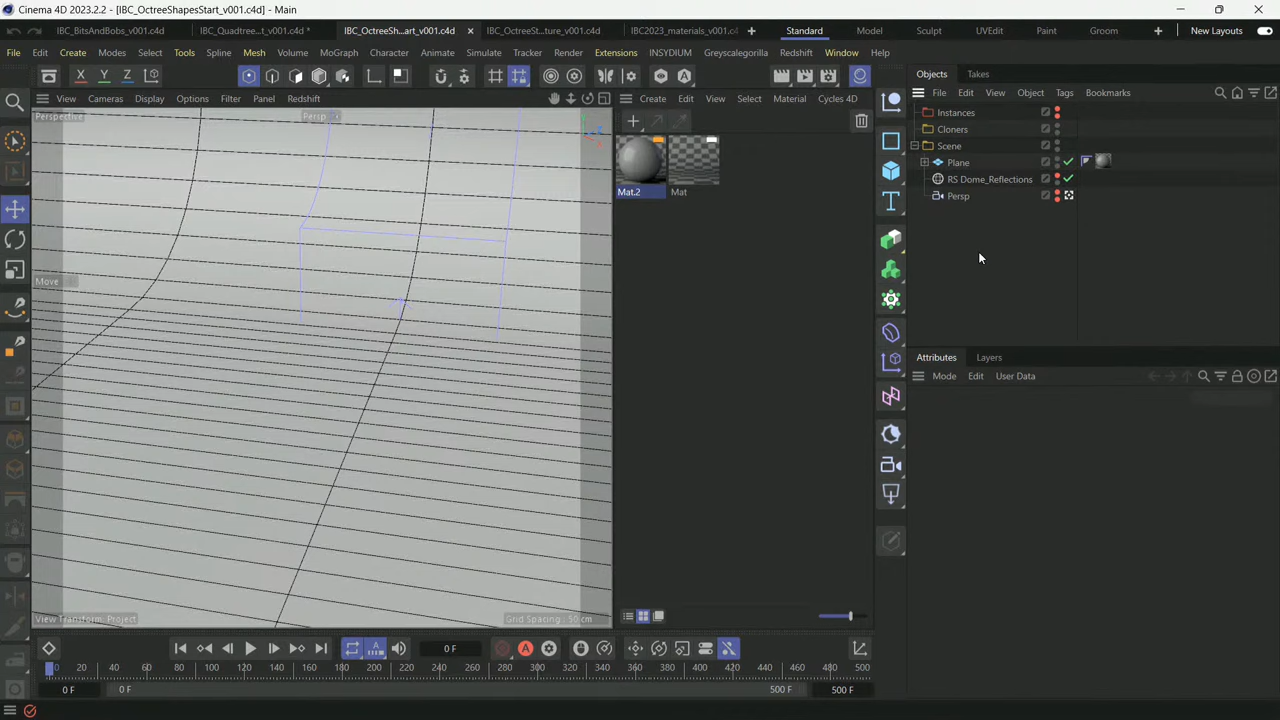 Cinema 4D 2023.2.2 - [IBC_OctreeShapesStart_v001.c4d] - Main
IBC_BitsAndBobs_v001.c4d
IBC_Quadtree...t_v001.c4d *
IBC_OctreeSh...art_v001.c4d
IBC_OctreeSt...ture_v001.c4d
IBC2023_materials_v001.c4d
Standard
Model
Sculpt
UVEdit
Paint
Groom
New Layouts
File Edit Create Modes Select Tools Spline Mesh Volume MoGraph Character Animate Simulate Tracker Render Extensions INSYDIUM Greyscalegorilla Redshift Window Help
X Y Z
Objects Takes
View Cameras Display Options Filter Panel Redshift
Create Edit View Select Material Cycles 4D
File Edit View Object Tags Bookmarks
Perspective
Persp
Mat.2
Mat
Instances
Cloners
Scene
Plane
RS Dome_Reflections
Persp
Move
Attributes Layers
Mode Edit User Data
View Transform: Project
Grid Spacing : 50 cm
0 F
0 20 40 60 80 100 120 140 160 180 200 220 240 260 280 300 320 340 360 380 400 420 440 460 480 500
0 F
0 F
500 F
500 F